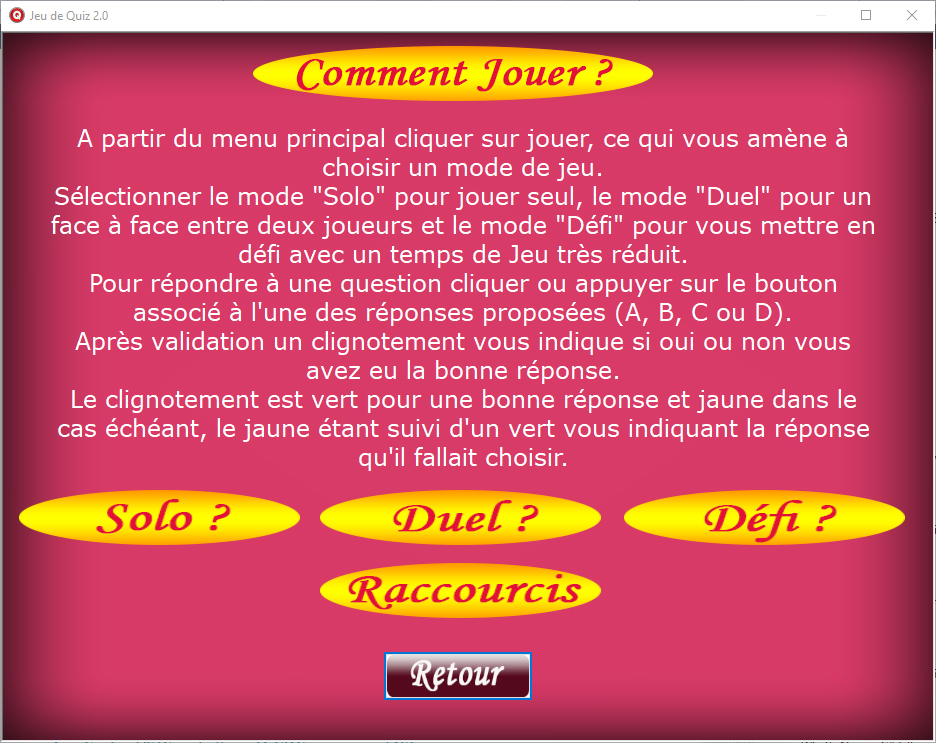 Jeu de Quiz 2.0
Comment Jouer ?
A partir du menu principal cliquer sur jouer, ce qui vous amène à
choisir un mode de jeu.
Sélectionner le mode "Solo" pour jouer seul, le mode "Duel" pour un
face à face entre deux joueurs et le mode "Défi" pour vous mettre en
défi avec un temps de Jeu très réduit.
Pour répondre à une question cliquer ou appuyer sur le bouton
associé à l'une des réponses proposées (A, B, C ou D).
Après validation un clignotement vous indique si oui ou non vous
avez eu la bonne réponse.
Le clignotement est vert pour une bonne réponse et jaune dans le
cas échéant, le jaune étant suivi d'un vert vous indiquant la réponse
qu'il fallait choisir.
Solo ? Duel ? Défi ?
Raccourcis
Retour